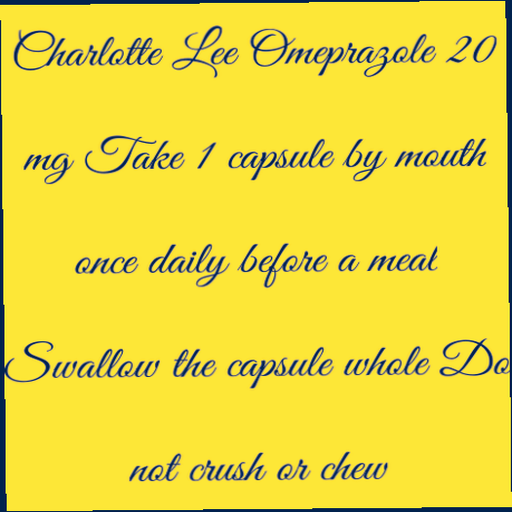 Charlotte Lee Omeprazole 20
mg Take 1 capsule by mouth
once daily before a meal
Swallow the capsule whole Do
not crush or chew